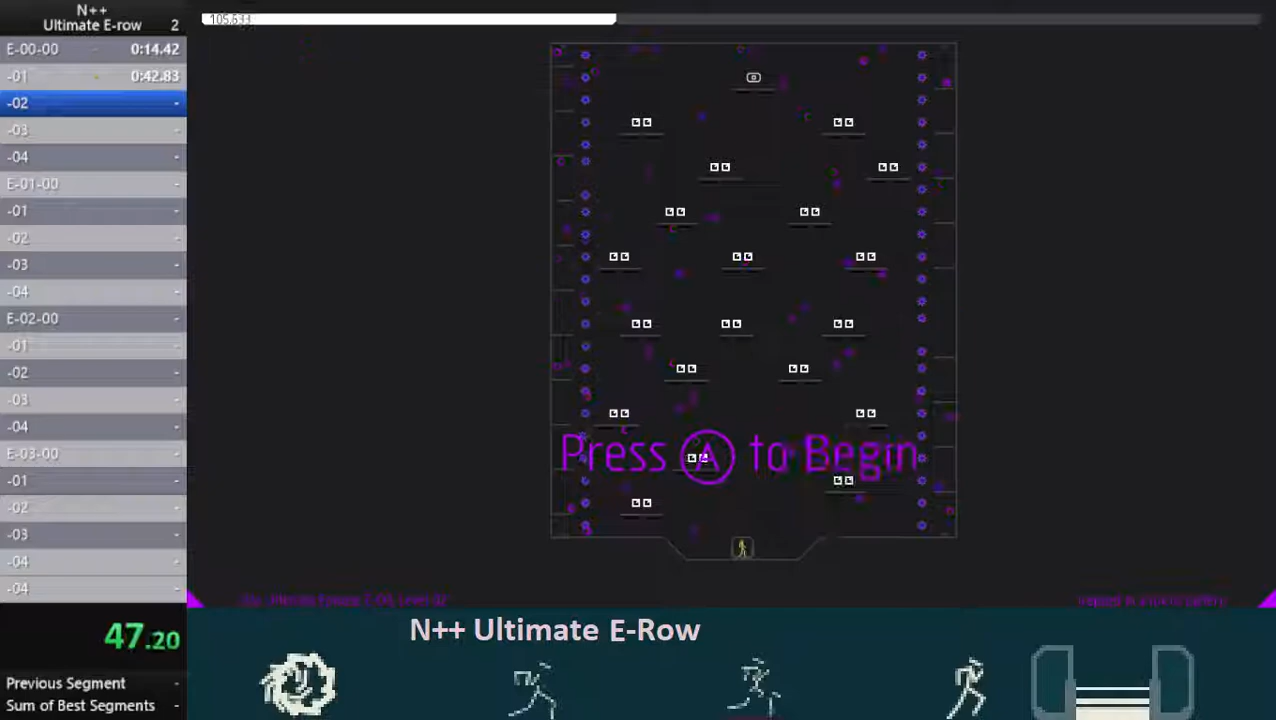 N++
Ultimate E-row 2
105.633
E-00-00 - 0:14.42
-01 - 0:42.83
-02 -
-03 -
-04 -
E-01-00 -
-01 -
-02 -
-03 -
-04 -
E-02-00 -
-01 -
-02 -
-03 -
-04 -
E-03-00 -
-01 -
-02 -
-03 -
-04 -
-04 -
Press A to Begin
47.20
Previous Segment -
Sum of Best Segments -
N++ Ultimate E-Row